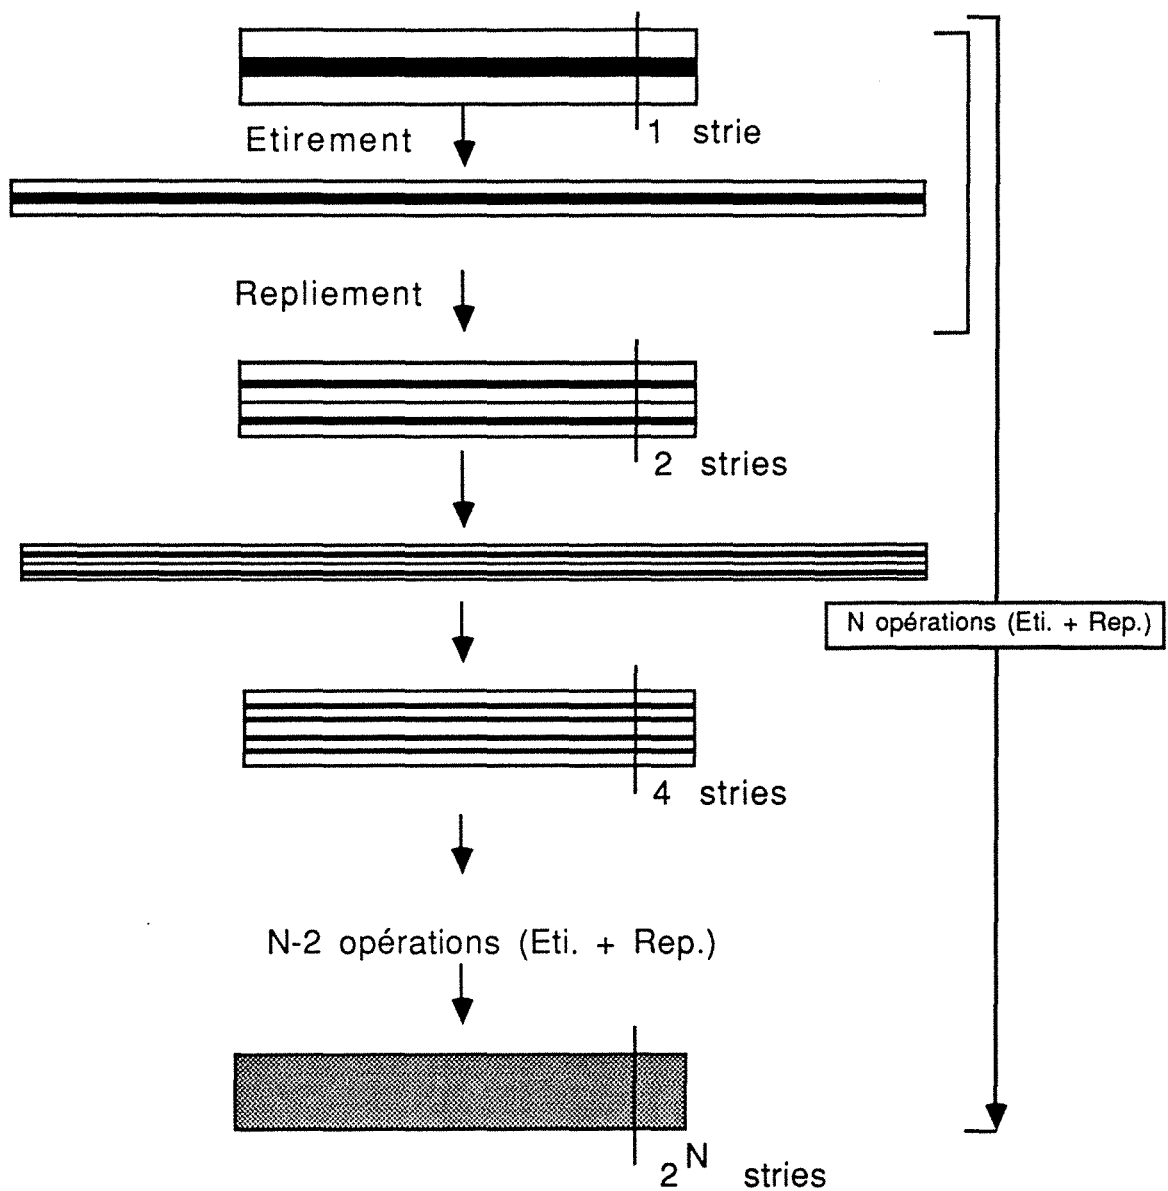 1 strie
Etirement
Repliement
2 stries
N opérations (Eti. + Rep.)
4 stries
N-2 opérations (Eti. + Rep.)
2^N stries